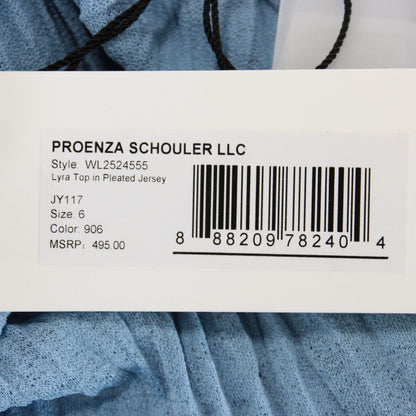 PROENZA SCHOULER LLC
Style: WL2524555
Lyra Top in Pleated Jersey
JY117
Size: 6
Color: 906
MSRP: 495.00
8 88209 78240 4